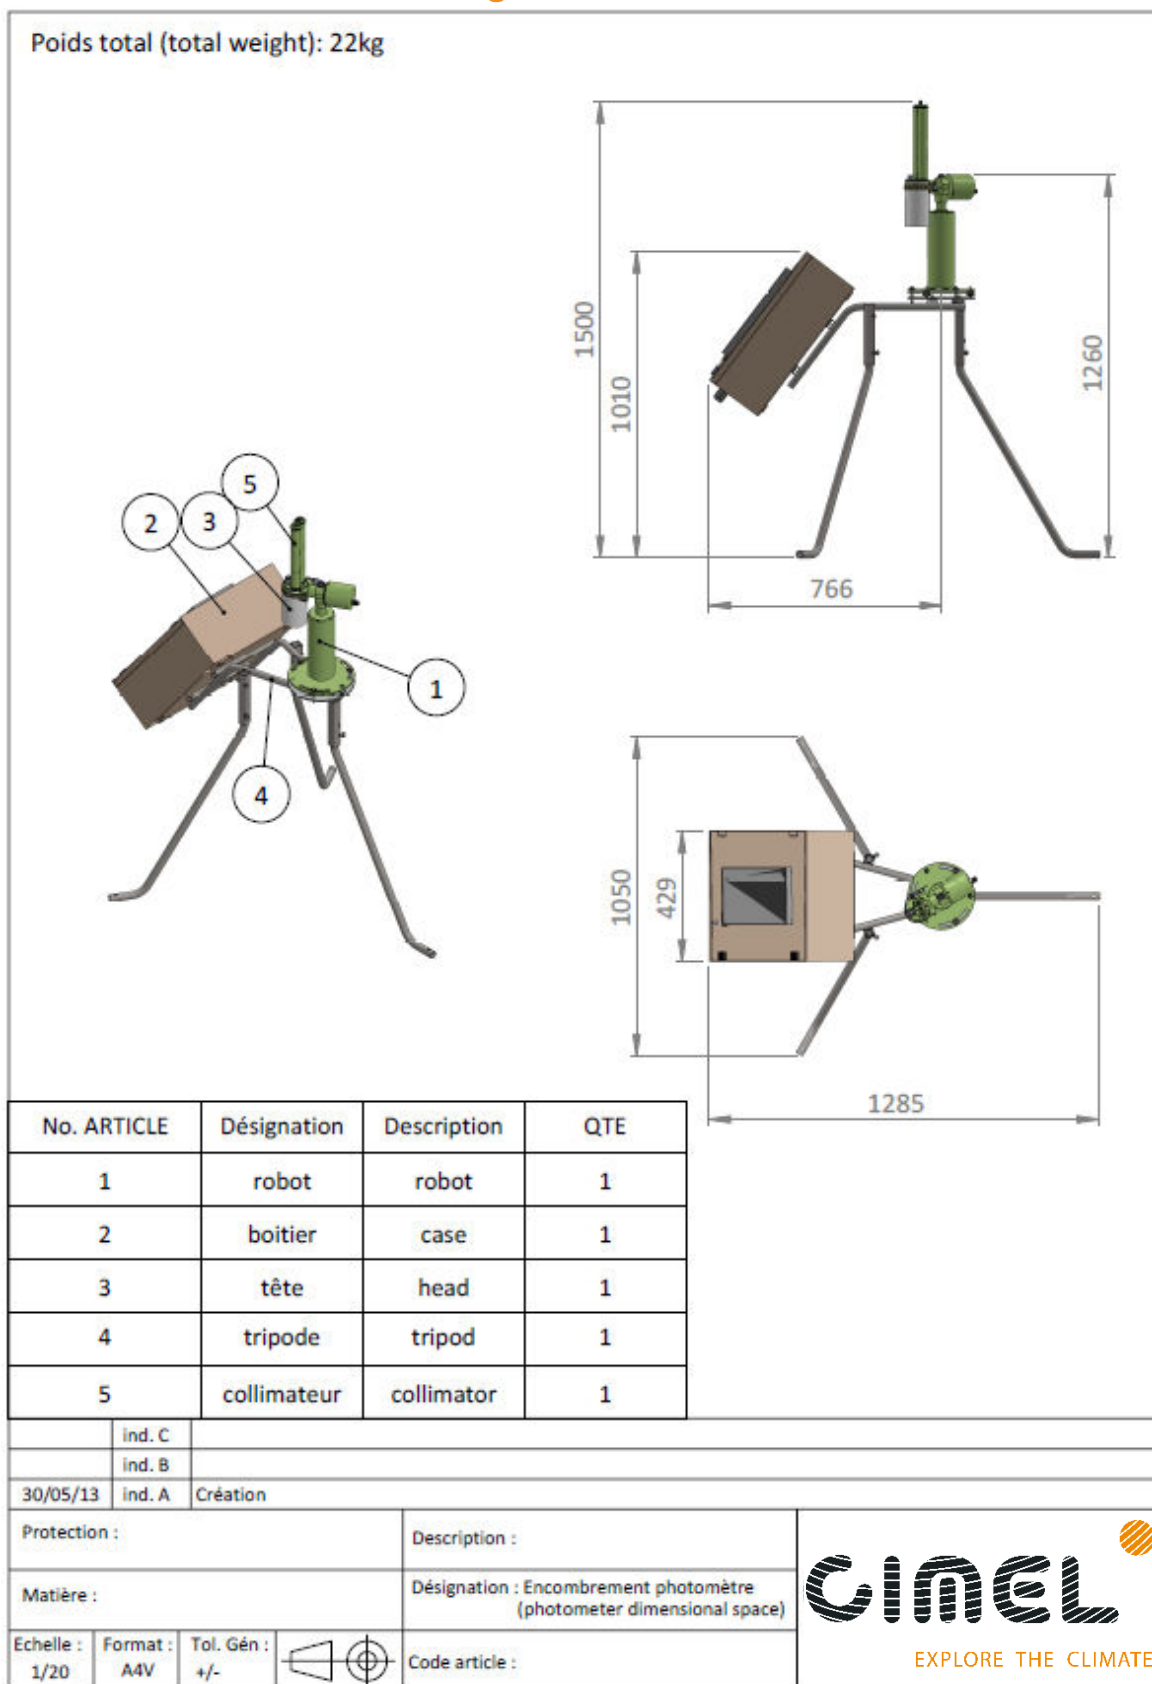 Poids total (total weight): 22kg
1500
1010
1260
766
5
2
3
1
4
1050
429
1285
No. ARTICLE Désignation Description QTE
1 robot robot 1
2 boitier case 1
3 tête head 1
4 tripode tripod 1
5 collimateur collimator 1
ind. C
ind. B
30/05/13 ind. A Création
Protection :
Description :
Matière :
Désignation : Encombrement photomètre
(photometer dimensional space)
Echelle : Format : Tol. Gén :
1/20 A4V +/-
Code article :
CIMEL
EXPLORE THE CLIMATE